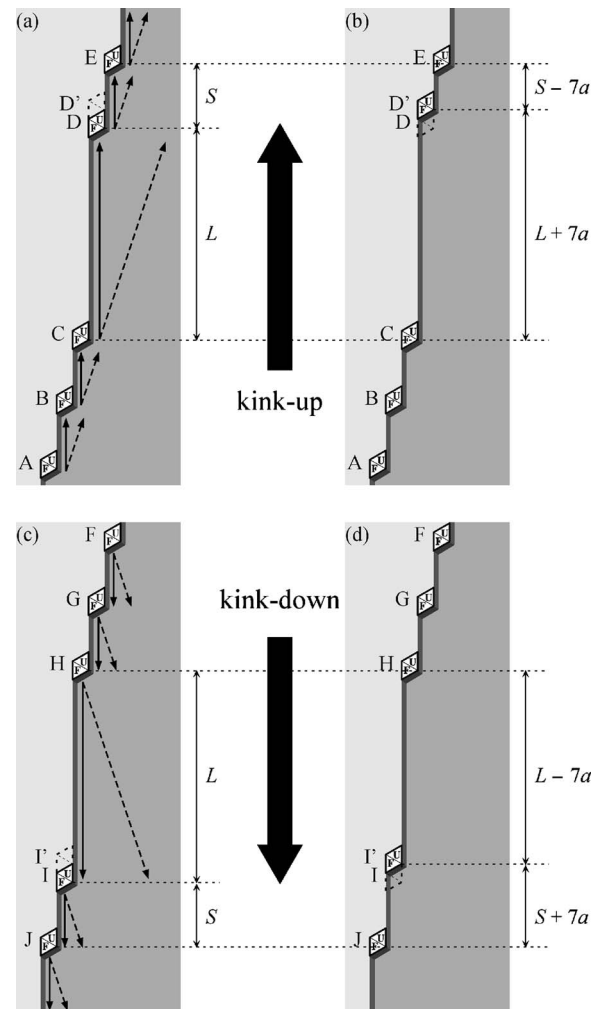 (a)
(b)
E
E
S
S − 7a
D'
D'
D
D
L
L + 7a
C
C
kink-up
B
B
A
A
F U
F U
F U
F U
F U
F U
F U
F U
F U
F U
(c)
(d)
F
F
kink-down
G
G
H
H
L
L − 7a
I'
I'
I
I
S
S + 7a
J
J
F U
F U
F U
F U
F U
F U
F U
F U
F U
F U